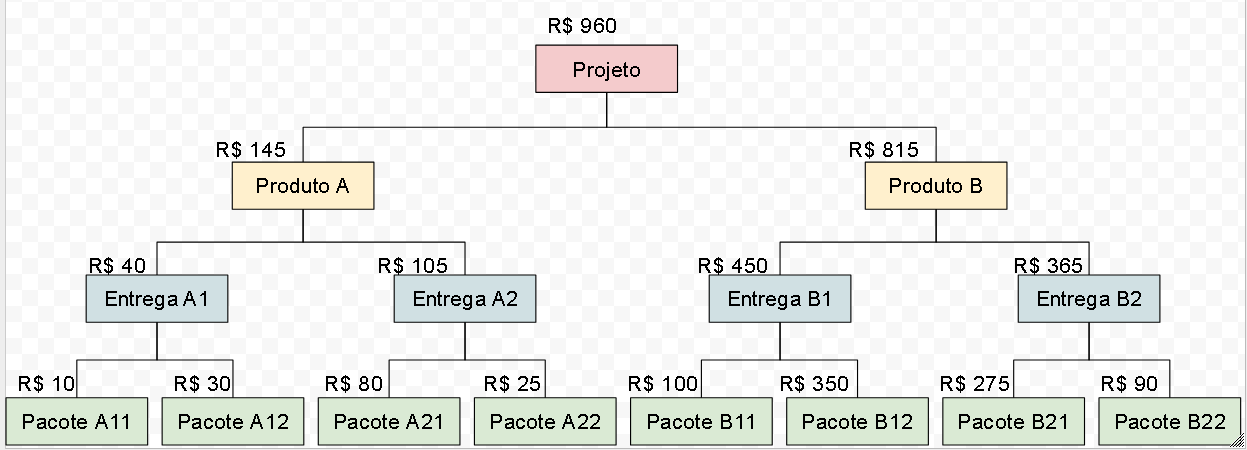 R$ 960
Projeto
R$ 145
R$ 815
Produto A
Produto B
R$ 40
R$ 105
R$ 450
R$ 365
Entrega A1
Entrega A2
Entrega B1
Entrega B2
R$ 10
R$ 30
R$ 80
R$ 25
R$ 100
R$ 350
R$ 275
R$ 90
Pacote A11
Pacote A12
Pacote A21
Pacote A22
Pacote B11
Pacote B12
Pacote B21
Pacote B22